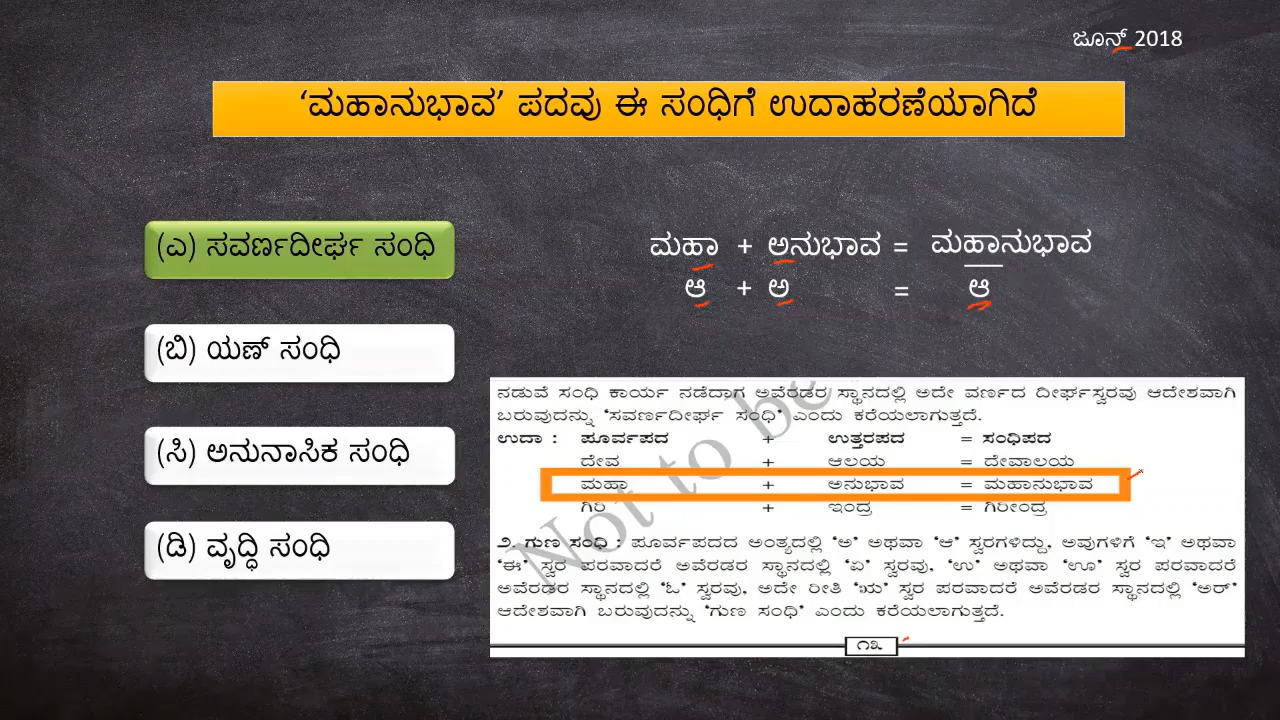 ಜೂನ್ 2018
‘ಮಹಾನುಭಾವ’ ಪದವು ಈ ಸಂಧಿಗೆ ಉದಾಹರಣೆಯಾಗಿದೆ
(ಎ) ಸವರ್ಣದೀರ್ಘ ಸಂಧಿ
(ಬಿ) ಯಣ್ ಸಂಧಿ
(ಸಿ) ಅನುನಾಸಿಕ ಸಂಧಿ
(ಡಿ) ವೃದ್ಧಿ ಸಂಧಿ
ಮಹಾ + ಅನುಭಾವ = ಮಹಾನುಭಾವ
ಆ + ಅ = ಆ
ನಡುವೆ ಸಂಧಿ ಕಾರ್ಯ ನಡೆದಾಗ ಅವೆರಡರ ಸ್ಥಾನದಲ್ಲಿ ಅದೇ ವರ್ಣದ ದೀರ್ಘಸ್ವರವು ಆದೇಶವಾಗಿ
ಬರುವುದನ್ನು ‘ಸವರ್ಣದೀರ್ಘ ಸಂಧಿ’ ಎಂದು ಕರೆಯಲಾಗುತ್ತದೆ.
ಉದಾ : ಪೂರ್ವಪದ + ಉತ್ತರಪದ = ಸಂಧಿಪದ
ದೇವ + ಆಲಯ = ದೇವಾಲಯ
ಮಹಾ + ಅನುಭಾವ = ಮಹಾನುಭಾವ
ಗಿರಿ + ಇಂದ್ರ = ಗಿರೀಂದ್ರ
೨. ಗುಣ ಸಂಧಿ : ಪೂರ್ವಪದದ ಅಂತ್ಯದಲ್ಲಿ ‘ಅ’ ಅಥವಾ ‘ಆ’ ಸ್ವರಗಳಿದ್ದು, ಅವುಗಳಿಗೆ ‘ಇ’ ಅಥವಾ
‘ಈ’ ಸ್ವರ ಪರವಾದರೆ ಅವೆರಡರ ಸ್ಥಾನದಲ್ಲಿ ‘ಏ’ ಸ್ವರವು, ‘ಉ’ ಅಥವಾ ‘ಊ’ ಸ್ವರ ಪರವಾದರೆ
ಅವೆರಡರ ಸ್ಥಾನದಲ್ಲಿ ‘ಓ’ ಸ್ವರವು, ಅದೇ ರೀತಿ ‘ಋ’ ಸ್ವರ ಪರವಾದರೆ ಅವೆರಡರ ಸ್ಥಾನದಲ್ಲಿ ‘ಅರ್’
ಆದೇಶವಾಗಿ ಬರುವುದನ್ನು ‘ಗುಣ ಸಂಧಿ’ ಎಂದು ಕರೆಯಲಾಗುತ್ತದೆ.
೧೩
Not to be